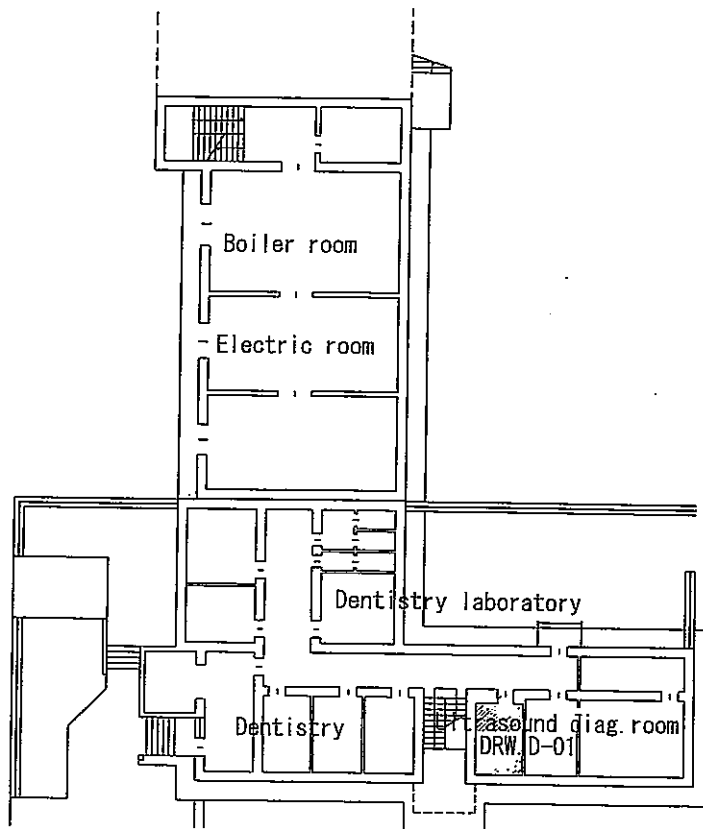 Boiler room
Electric room
Dentistry laboratory
Dentistry
Ultrasound diag.room
DRW. D-01